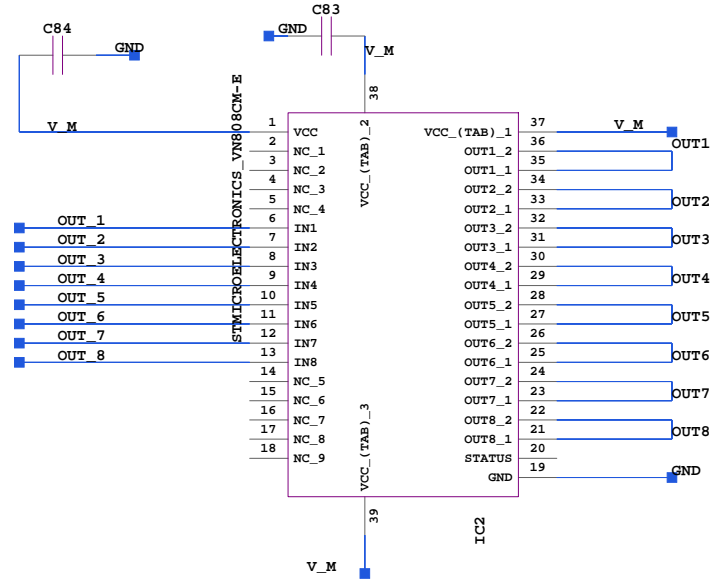 C84
GND
C83
GND
V_M
38
V_M
STMICROELECTRONICS_VN808CM-E
1 VCC
2 NC_1
3 NC_2
4 NC_3
5 NC_4
OUT_1 6 IN1
OUT_2 7 IN2
OUT_3 8 IN3
OUT_4 9 IN4
OUT_5 10 IN5
OUT_6 11 IN6
OUT_7 12 IN7
OUT_8 13 IN8
14 NC_5
15 NC_6
16 NC_7
17 NC_8
18 NC_9
VCC_(TAB)_2
VCC_(TAB)_3
VCC_(TAB)_1 37 V_M
OUT1_2 36 OUT1
OUT1_1 35
OUT2_2 34
OUT2_1 33 OUT2
OUT3_2 32
OUT3_1 31 OUT3
OUT4_2 30
OUT4_1 29 OUT4
OUT5_2 28
OUT5_1 27 OUT5
OUT6_2 26
OUT6_1 25 OUT6
OUT7_2 24
OUT7_1 23 OUT7
OUT8_2 22
OUT8_1 21 OUT8
STATUS 20
GND 19 GND
39
IC2
V_M